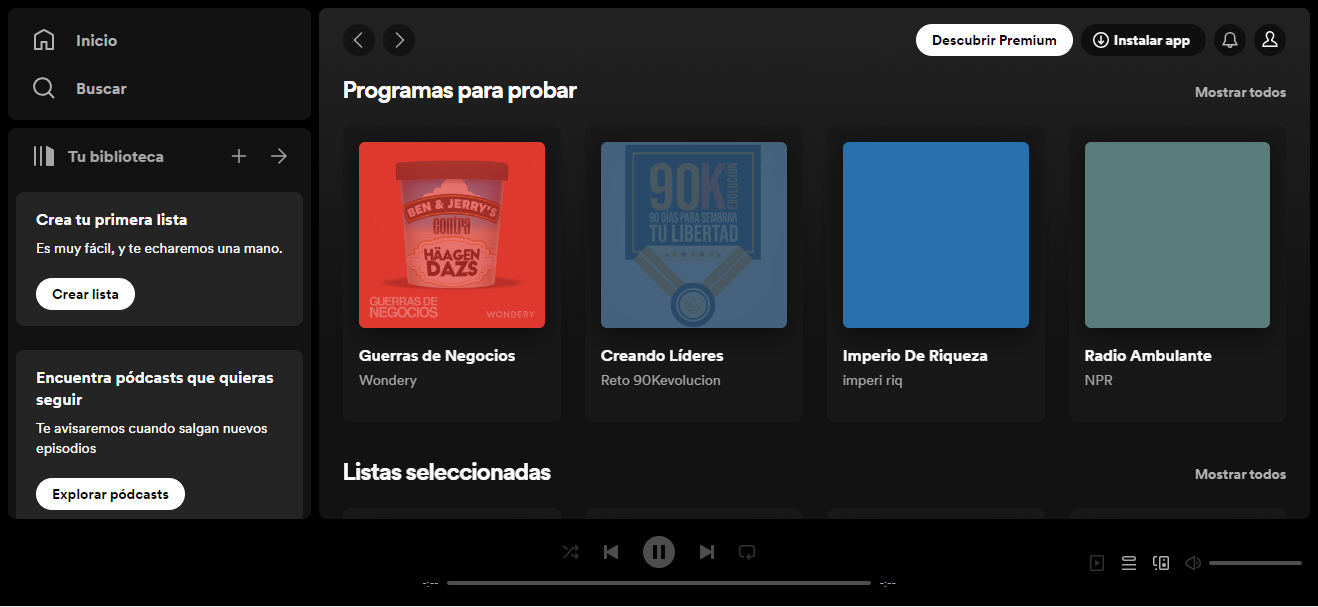 Inicio
Buscar
Tu biblioteca
Crea tu primera lista
Es muy fácil, y te echaremos una mano.
Crear lista
Encuentra pódcasts que quieras
seguir
Te avisaremos cuando salgan nuevos
episodios
Explorar pódcasts
Descubrir Premium
Instalar app
Programas para probar
Mostrar todos
BEN & JERRY'S
contra
HÄAGEN
DAZS
GUERRAS DE
NEGOCIOS
WONDERY
Guerras de Negocios
Wondery
90K
EVOLUCIÓN
90 DÍAS PARA SEMBRAR
TU LIBERTAD
Creando Líderes
Reto 90Kevolucion
Imperio De Riqueza
imperi riq
Radio Ambulante
NPR
Listas seleccionadas
Mostrar todos
-:--
-:--